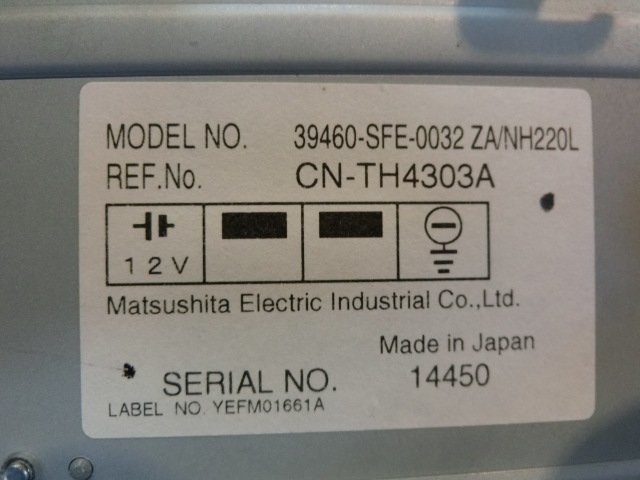 MODEL NO. 39460-SFE-0032 ZA/NH220L
REF.No. CN-TH4303A
12V
Matsushita Electric Industrial Co.,Ltd.
Made in Japan
SERIAL NO. 14450
LABEL NO. YEFM01661A